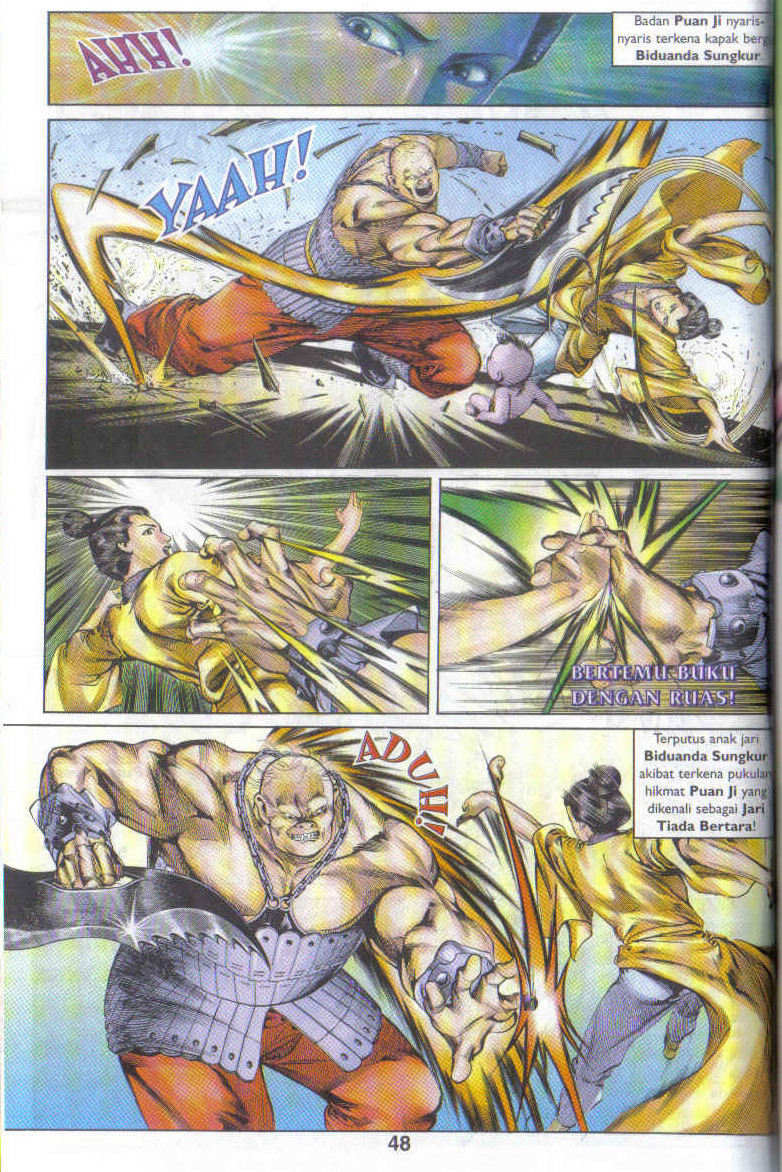 AHH!
Badan Puan Ji nyaris-
nyaris terkena kapak
Biduanda Sungkur
YAAH!
BERTEMU BUKU
DENGAN RUAS!
ADUH!
Terputus anak jari
Biduanda Sungkur
akibat terkena pukulan
hikmat Puan Ji yang
dikenali sebagai Jari
Tiada Bertara!
48